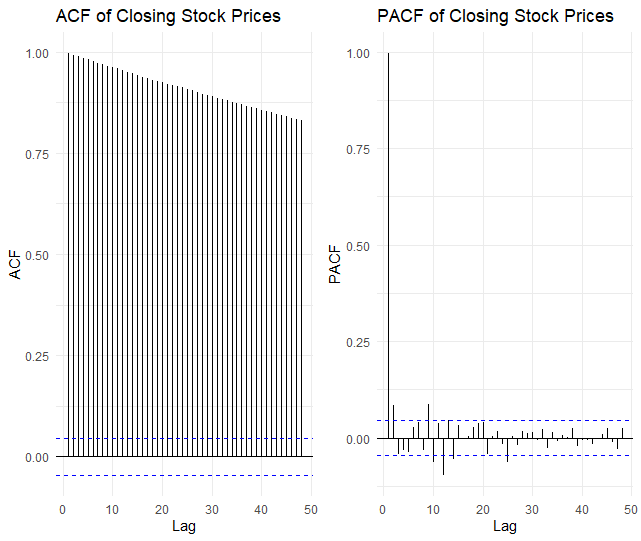 ACF of Closing Stock Prices
1.00
0.75
0.50
0.25
0.00
ACF
0 10 20 30 40 50
Lag
PACF of Closing Stock Prices
1.00
0.75
0.50
0.25
0.00
PACF
0 10 20 30 40 50
Lag